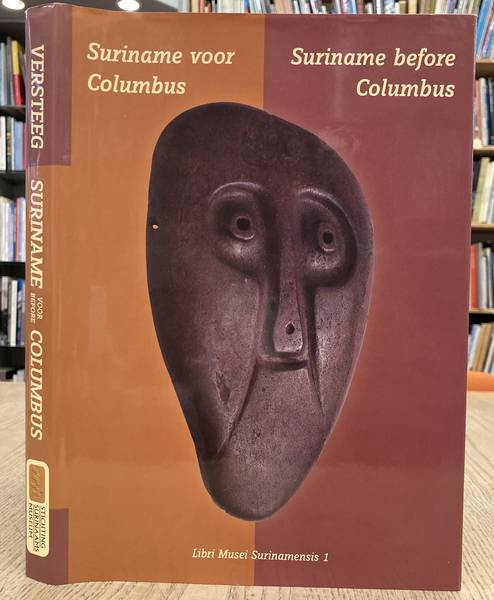 Suriname voor
Columbus
Suriname before
Columbus
Libri Musei Surinamensis 1
VERSTEEG SURINAME VOOR BEFORE COLUMBUS
STICHTING
SURINAAMS
MUSEUM